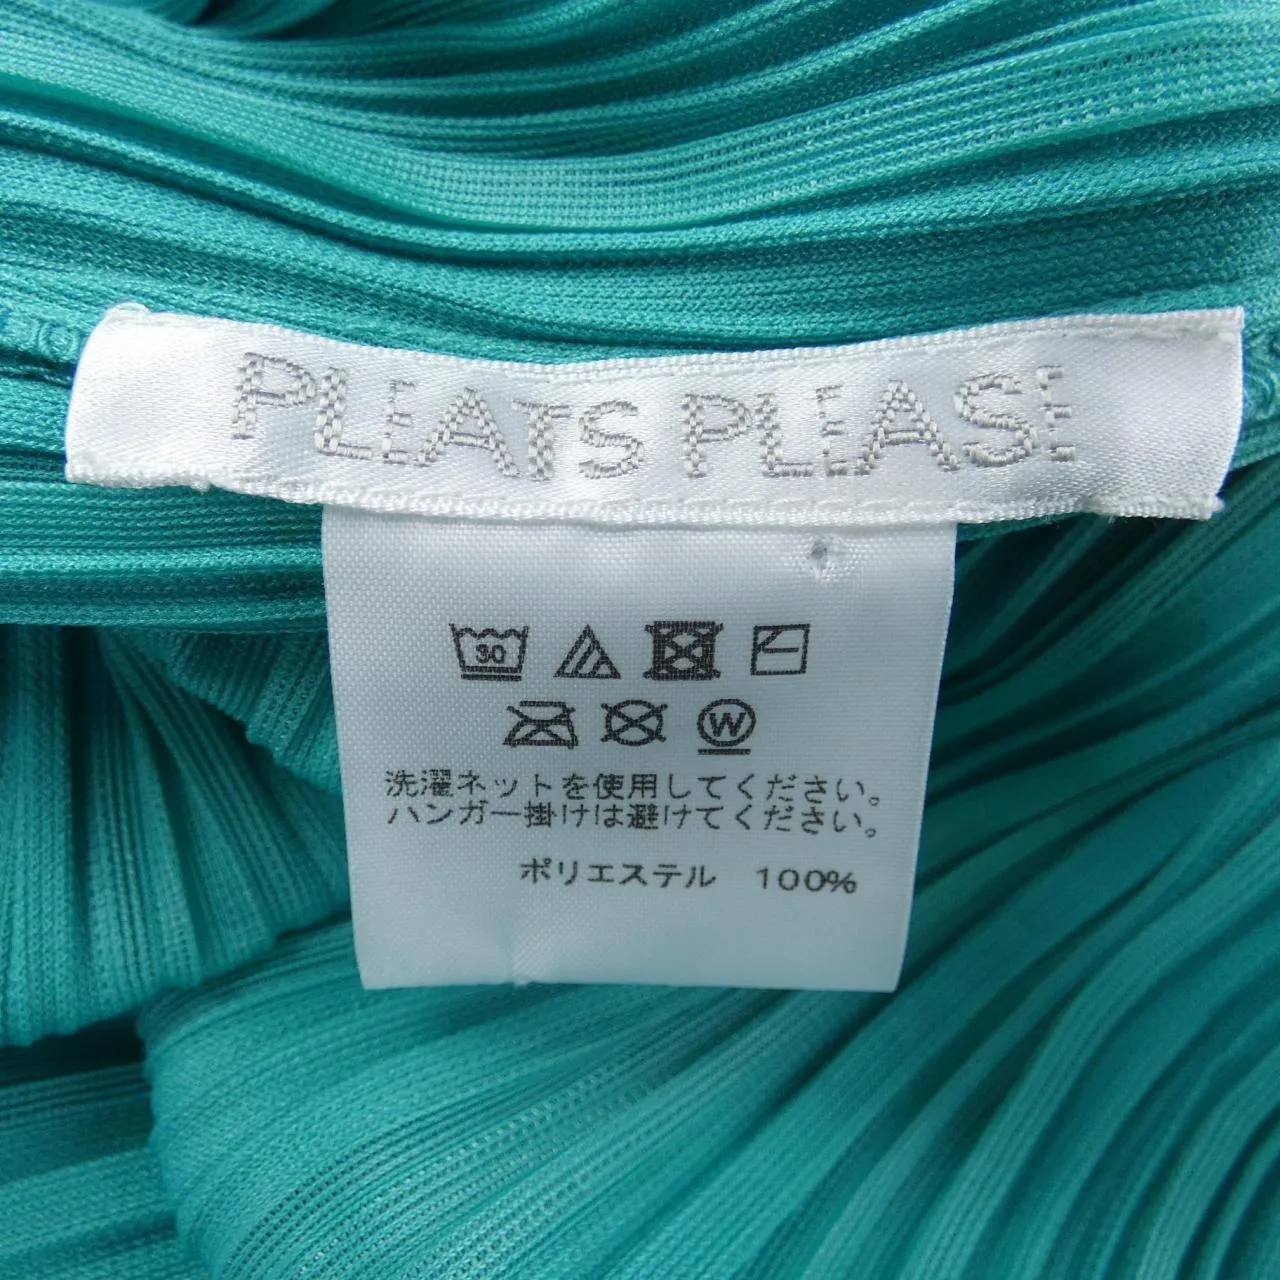 PLEATS PLEASE
30
W
洗濯ネットを使用してください。
ハンガー掛けは避けてください。
ポリエステル 100%